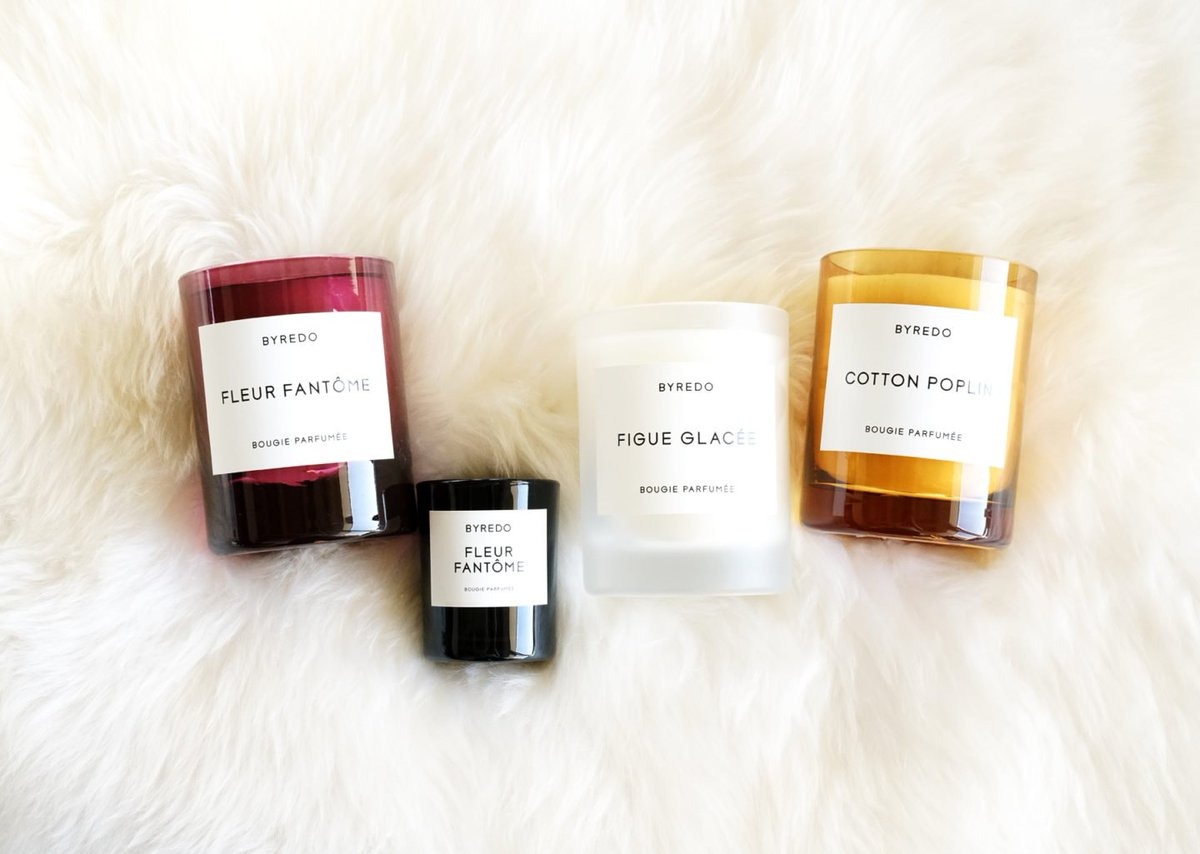 BYREDO
FLEUR FANTÔME
BOUGIE PARFUMÉE
BYREDO
FLEUR
FANTÔME
BOUGIE PARFUMÉE
BYREDO
FIGUE GLACÉE
BOUGIE PARFUMÉE
BYREDO
COTTON POPLIN
BOUGIE PARFUMÉE